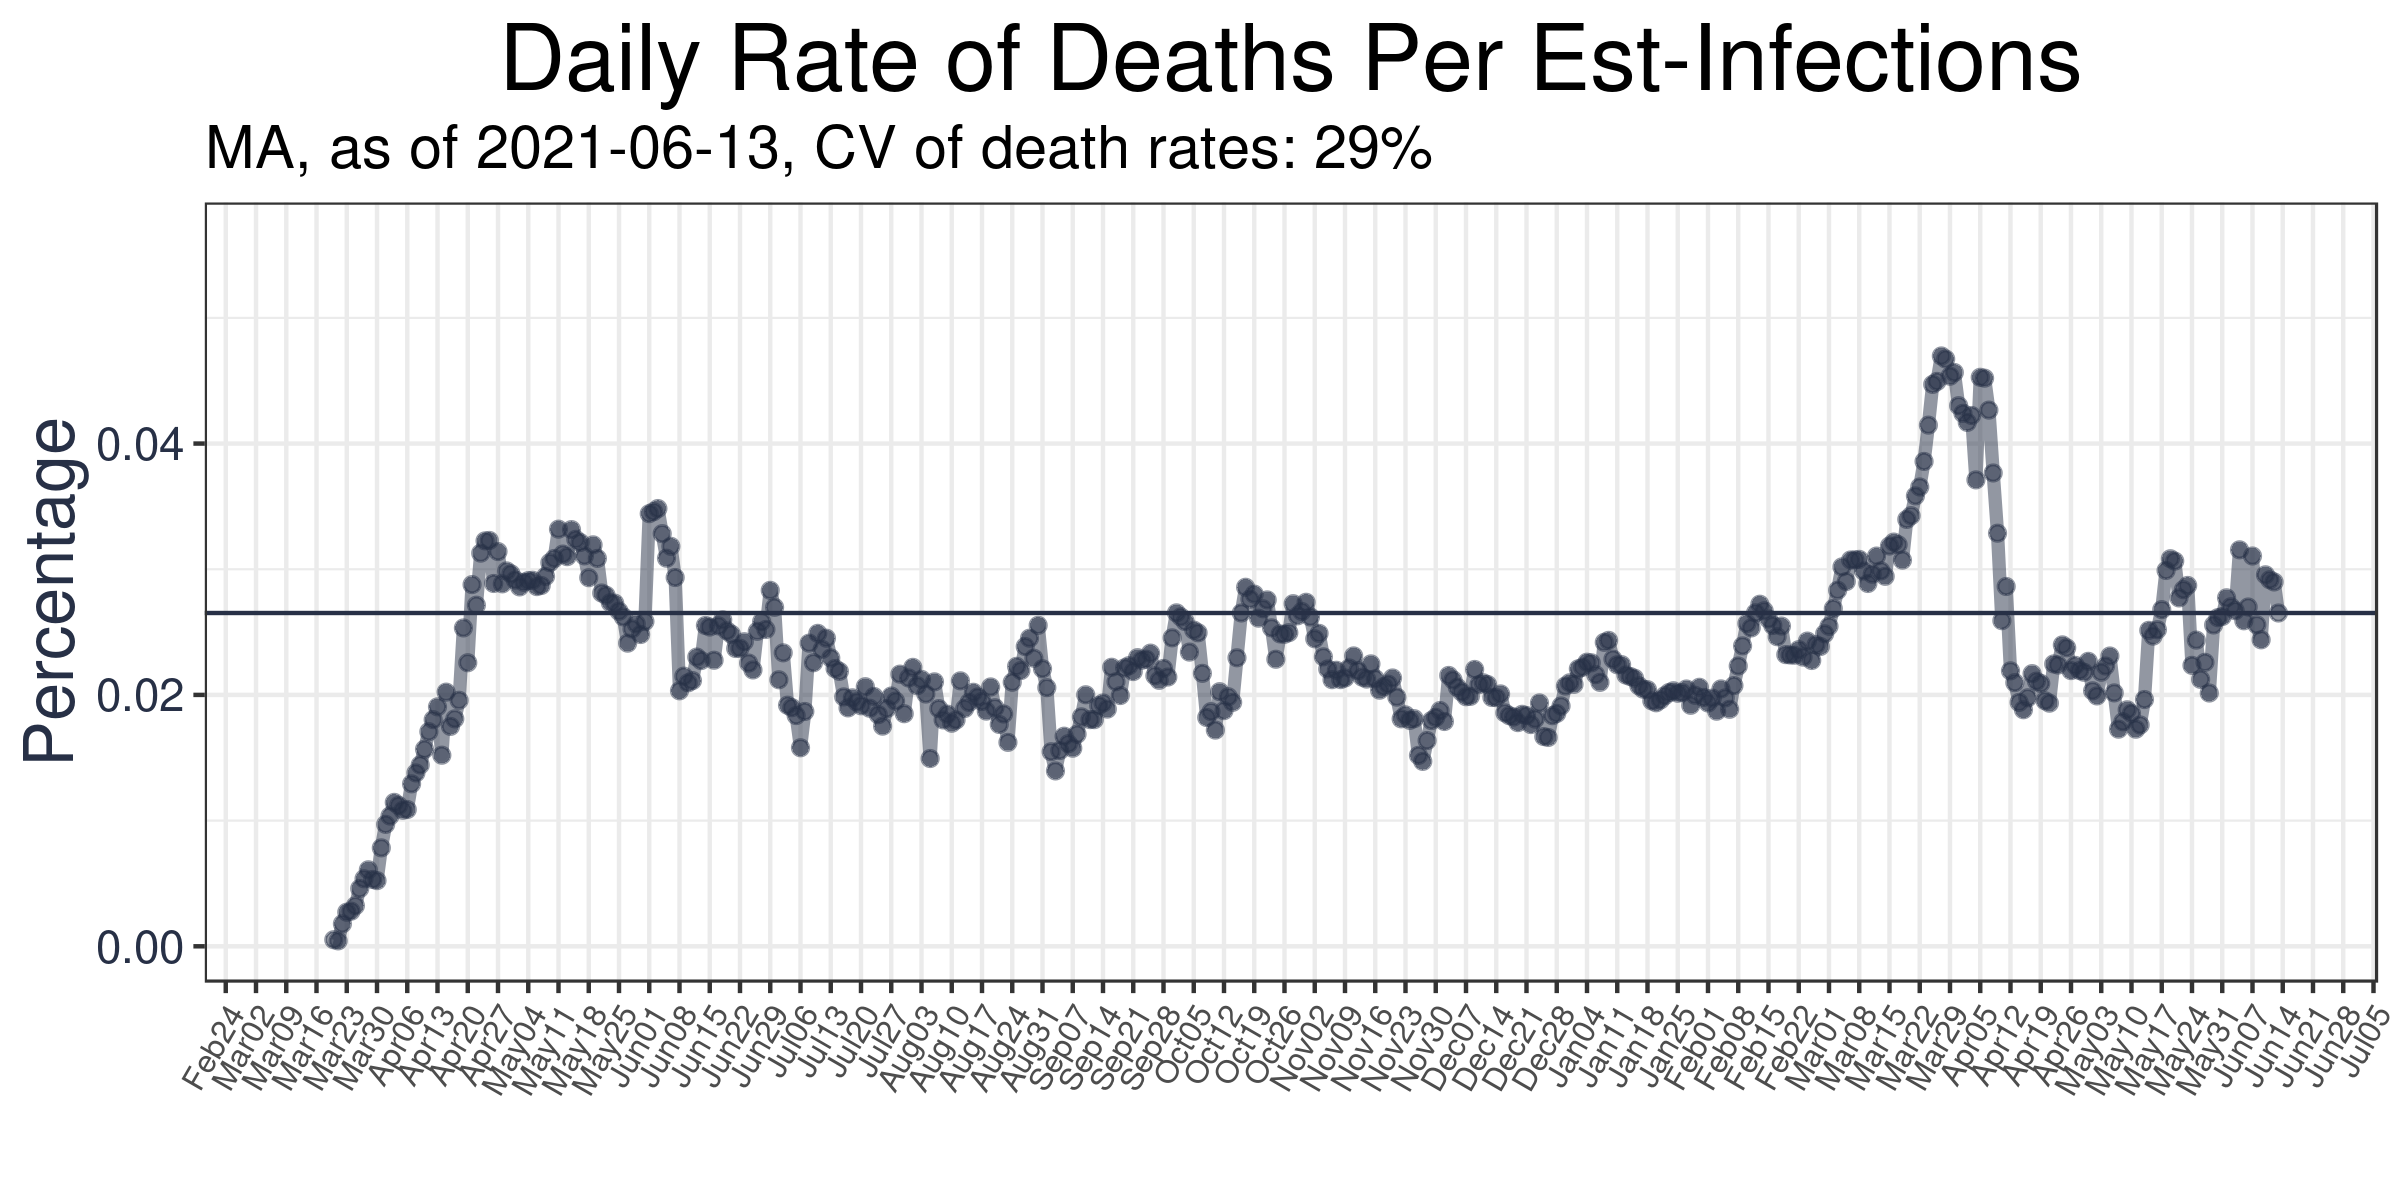 Daily Rate of Deaths Per Est-Infections
MA, as of 2021-06-13, CV of death rates: 29%
Percentage
0.04
0.02
0.00
Feb24
Mar02
Mar09
Mar16
Mar23
Mar30
Apr06
Apr13
Apr20
Apr27
May04
May11
May18
May25
Jun01
Jun08
Jun15
Jun22
Jun29
Jul06
Jul13
Jul20
Jul27
Aug03
Aug10
Aug17
Aug24
Aug31
Sep07
Sep14
Sep21
Sep28
Oct05
Oct12
Oct19
Oct26
Nov02
Nov09
Nov16
Nov23
Nov30
Dec07
Dec14
Dec21
Dec28
Jan04
Jan11
Jan18
Jan25
Feb01
Feb08
Feb15
Feb22
Mar01
Mar08
Mar15
Mar22
Mar29
Apr05
Apr12
Apr19
Apr26
May03
May10
May17
May24
May31
Jun07
Jun14
Jun21
Jun28
Jul05